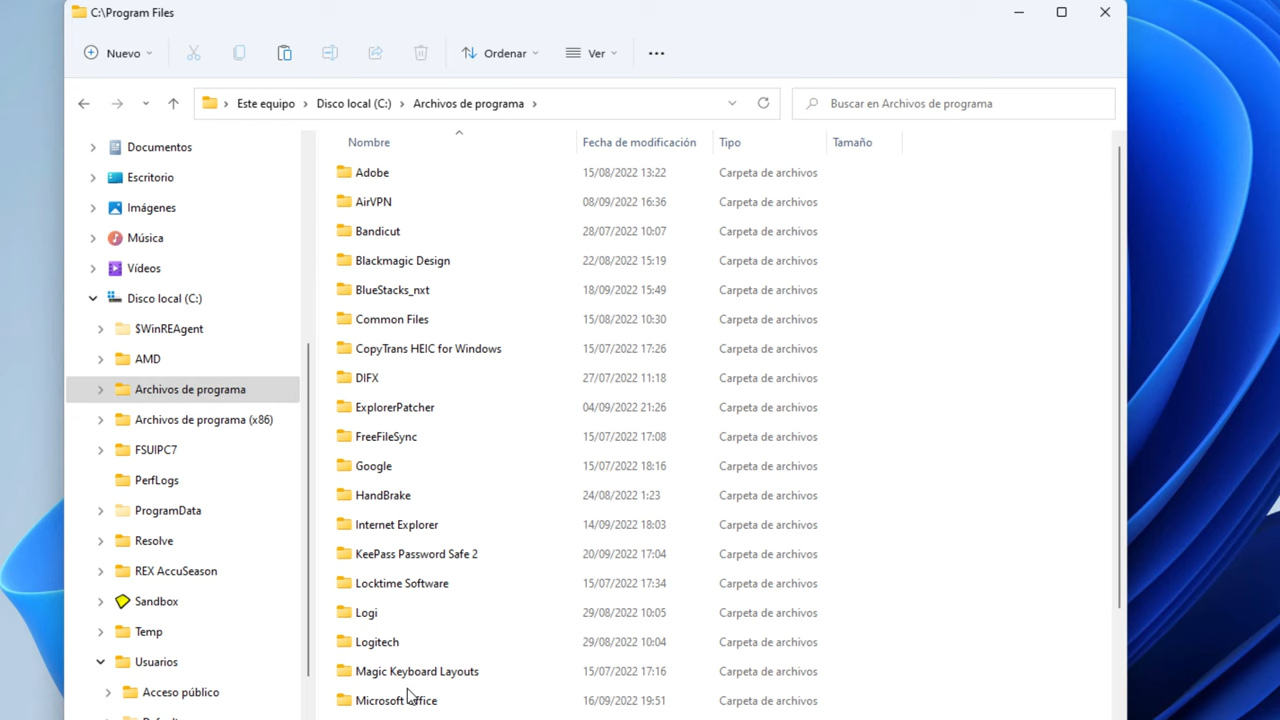 C:\Program Files
Nuevo
Ordenar
Ver
Este equipo > Disco local (C:) > Archivos de programa >
Buscar en Archivos de programa
Documentos
Escritorio
Imágenes
Música
Vídeos
Disco local (C:)
$WinREAgent
AMD
Archivos de programa
Archivos de programa (x86)
FSUIPC7
PerfLogs
ProgramData
Resolve
REX AccuSeason
Sandbox
Temp
Usuarios
Acceso público
Nombre Fecha de modificación Tipo Tamaño
Adobe 15/08/2022 13:22 Carpeta de archivos
AirVPN 08/09/2022 16:36 Carpeta de archivos
Bandicut 28/07/2022 10:07 Carpeta de archivos
Blackmagic Design 22/08/2022 15:19 Carpeta de archivos
BlueStacks_nxt 18/09/2022 15:49 Carpeta de archivos
Common Files 15/08/2022 10:30 Carpeta de archivos
CopyTrans HEIC for Windows 15/07/2022 17:26 Carpeta de archivos
DIFX 27/07/2022 11:18 Carpeta de archivos
ExplorerPatcher 04/09/2022 21:26 Carpeta de archivos
FreeFileSync 15/07/2022 17:08 Carpeta de archivos
Google 15/07/2022 18:16 Carpeta de archivos
HandBrake 24/08/2022 1:23 Carpeta de archivos
Internet Explorer 14/09/2022 18:03 Carpeta de archivos
KeePass Password Safe 2 20/09/2022 17:04 Carpeta de archivos
Locktime Software 15/07/2022 17:34 Carpeta de archivos
Logi 29/08/2022 10:05 Carpeta de archivos
Logitech 29/08/2022 10:04 Carpeta de archivos
Magic Keyboard Layouts 15/07/2022 17:16 Carpeta de archivos
Microsoft Office 16/09/2022 19:51 Carpeta de archivos